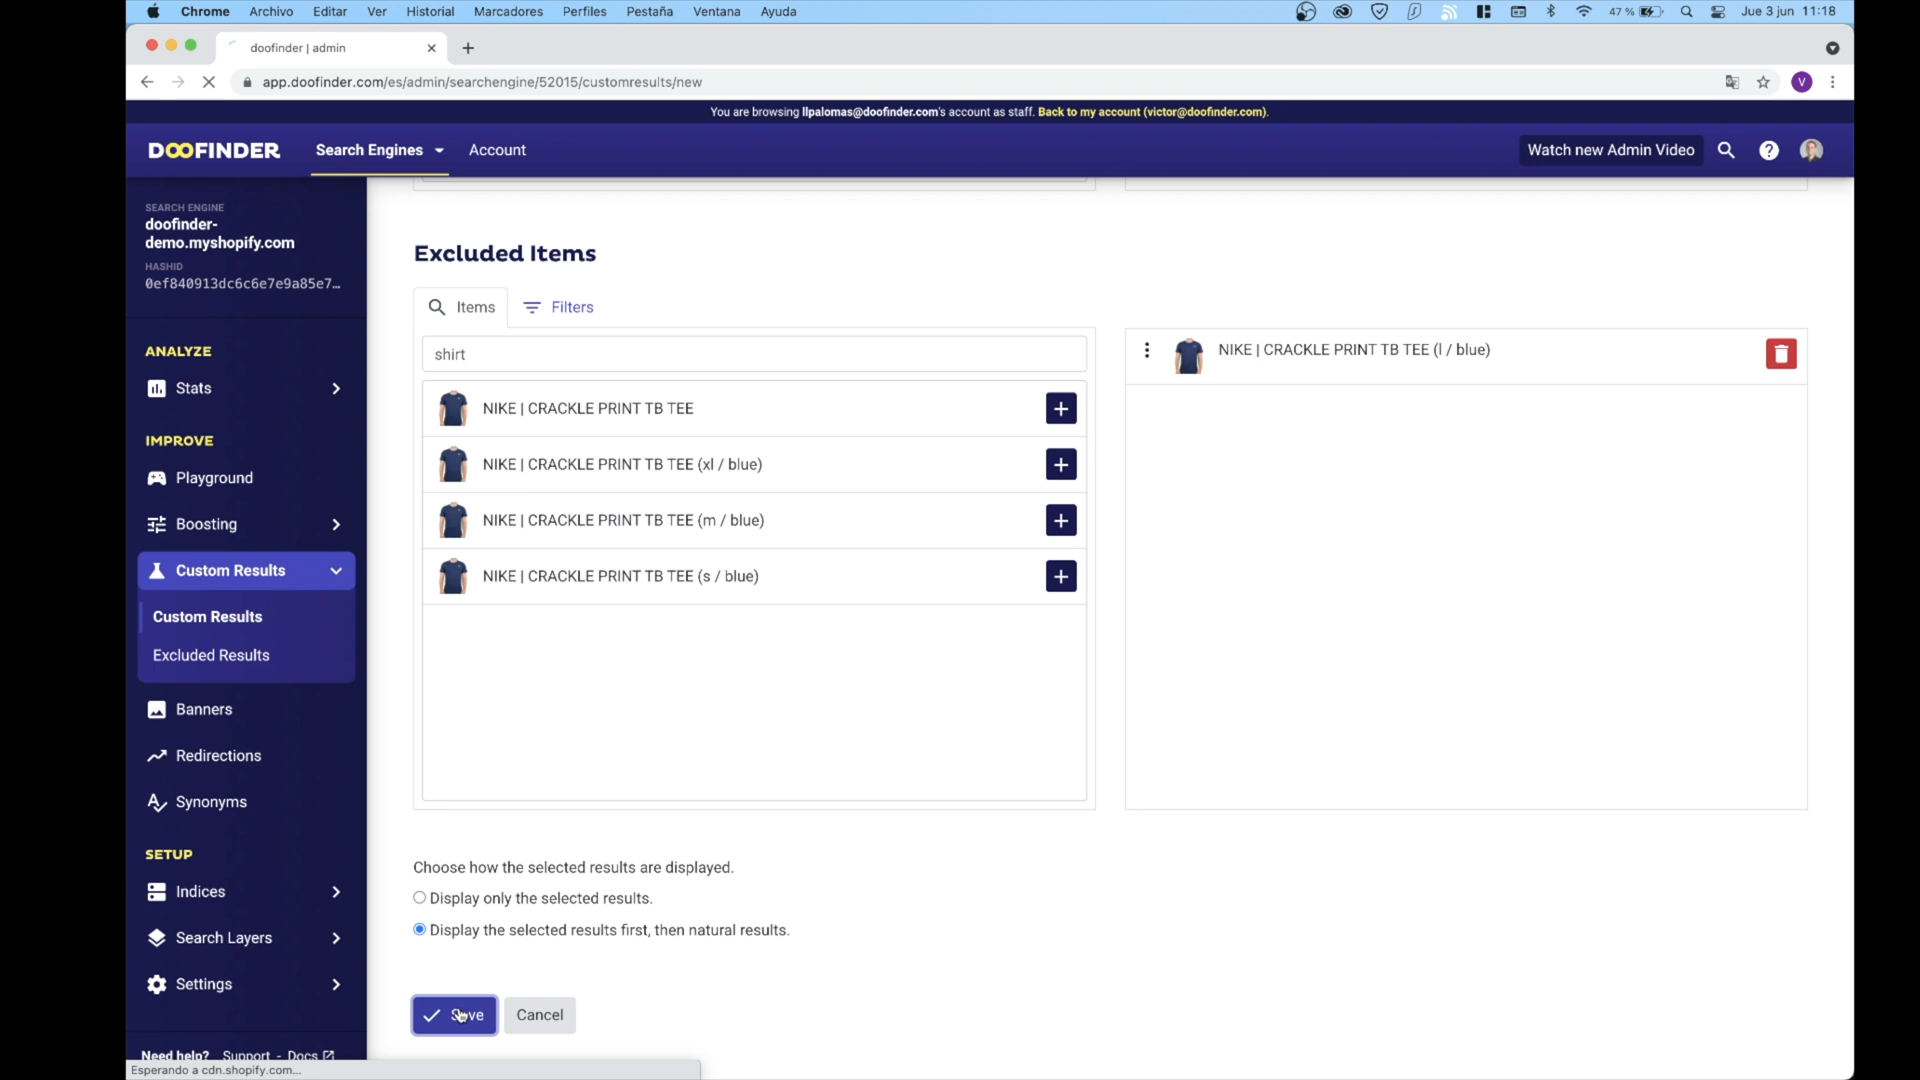 Chrome Archivo Editar Ver Historial Marcadores Perfiles Pestaña Ventana Ayuda 47 % Jue 3 jun 11:18
doofinder | admin
app.doofinder.com/es/admin/searchengine/52015/customresults/new
V
You are browsing llpalomas@doofinder.com's account as staff. Back to my account (victor@doofinder.com).
DOOFINDER Search Engines Account Watch new Admin Video
SEARCH ENGINE
doofinder-
demo.myshopify.com
HASHID
0ef840913dc6c6e7e9a85e7…
ANALYZE
Stats
IMPROVE
Playground
Boosting
Custom Results
Custom Results
Excluded Results
Banners
Redirections
Synonyms
SETUP
Indices
Search Layers
Settings
Need help? Support - Docs
Esperando a cdn.shopify.com...
Excluded Items
Items Filters
shirt
NIKE | CRACKLE PRINT TB TEE
NIKE | CRACKLE PRINT TB TEE (xl / blue)
NIKE | CRACKLE PRINT TB TEE (m / blue)
NIKE | CRACKLE PRINT TB TEE (s / blue)
NIKE | CRACKLE PRINT TB TEE (l / blue)
Choose how the selected results are displayed.
Display only the selected results.
Display the selected results first, then natural results.
Save Cancel